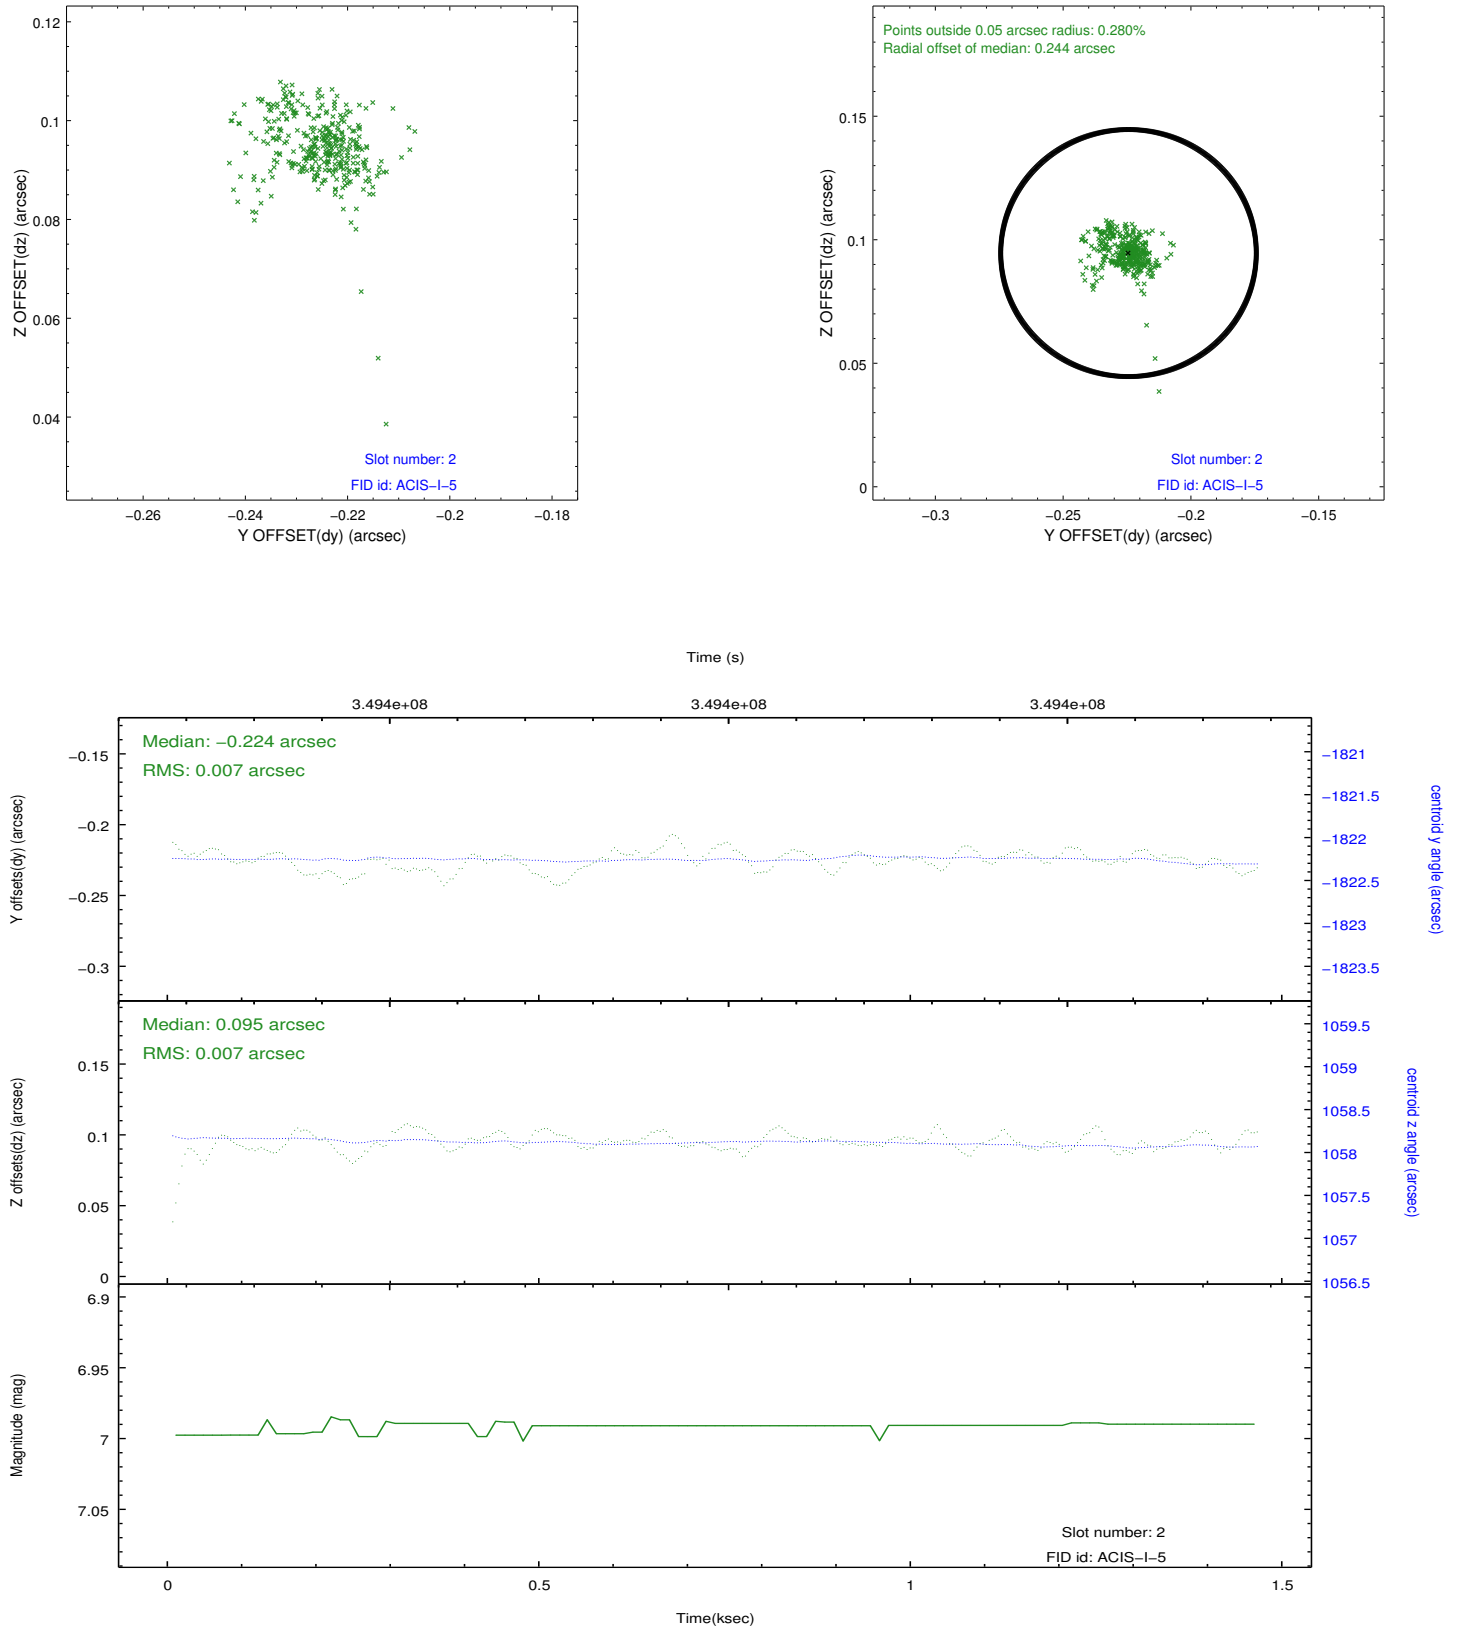 0.12
0.1
0.08
0.06
0.04
Z OFFSET(dz) (arcsec)
Slot number: 2
FID id: ACIS−I−5
−0.26 −0.24 −0.22 −0.2 −0.18
Y OFFSET(dy) (arcsec)
Points outside 0.05 arcsec radius: 0.280%
Radial offset of median: 0.244 arcsec
0.15
0.1
0.05
0
Z OFFSET(dz) (arcsec)
Slot number: 2
FID id: ACIS−I−5
−0.3 −0.25 −0.2 −0.15
Y OFFSET(dy) (arcsec)
Time (s)
3.494e+08 3.494e+08 3.494e+08
Median: −0.224 arcsec
RMS: 0.007 arcsec
−0.15
−0.2
−0.25
−0.3
Y offsets(dy) (arcsec)
−1821
−1821.5
−1822
−1822.5
−1823
−1823.5
centroid y angle (arcsec)
Median: 0.095 arcsec
RMS: 0.007 arcsec
0.15
0.1
0.05
0
Z offsets(dz) (arcsec)
1059.5
1059
1058.5
1058
1057.5
1057
1056.5
centroid z angle (arcsec)
6.9
6.95
7
7.05
Magnitude (mag)
Slot number: 2
FID id: ACIS−I−5
0 0.5 1 1.5
Time(ksec)